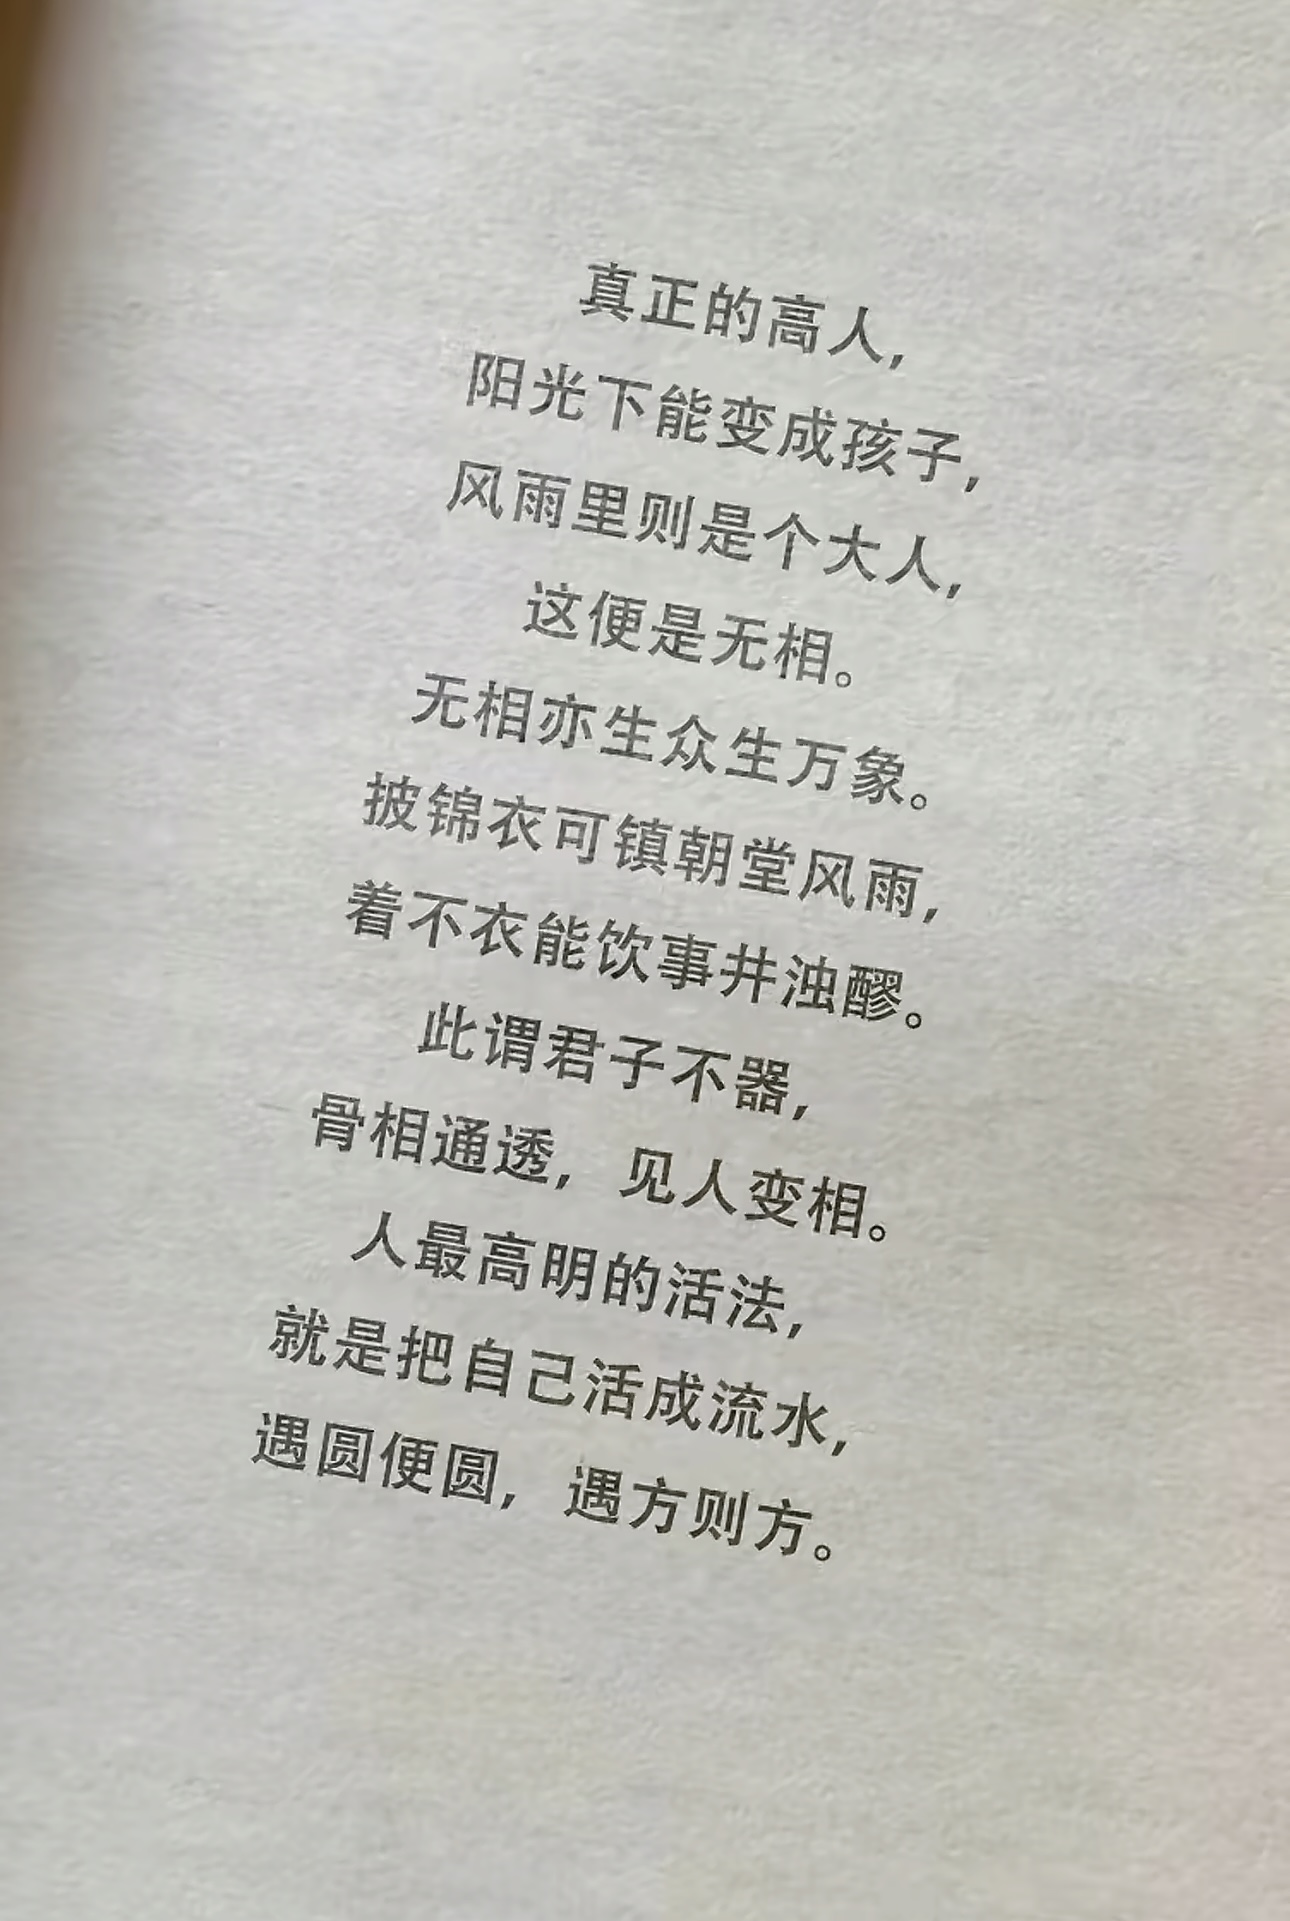 真正的高人，
阳光下能变成孩子，
风雨里则是个大人，
这便是无相。
无相亦生众生万象。
披锦衣可镇朝堂风雨，
着不衣能饮事井浊醪。
此谓君子不器，
骨相通透，见人变相。
人最高明的活法，
就是把自己活成流水，
遇圆便圆，遇方则方。